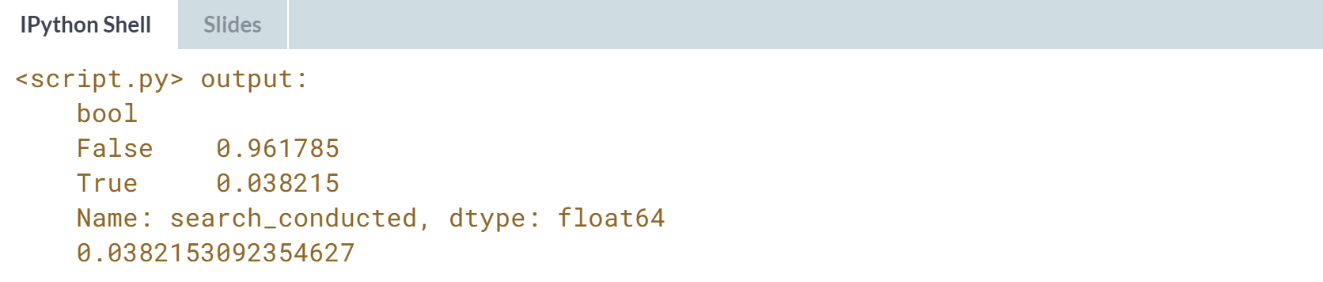 IPython Shell Slides
<script.py> output:
bool
False 0.961785
True 0.038215
Name: search_conducted, dtype: float64
0.0382153092354627